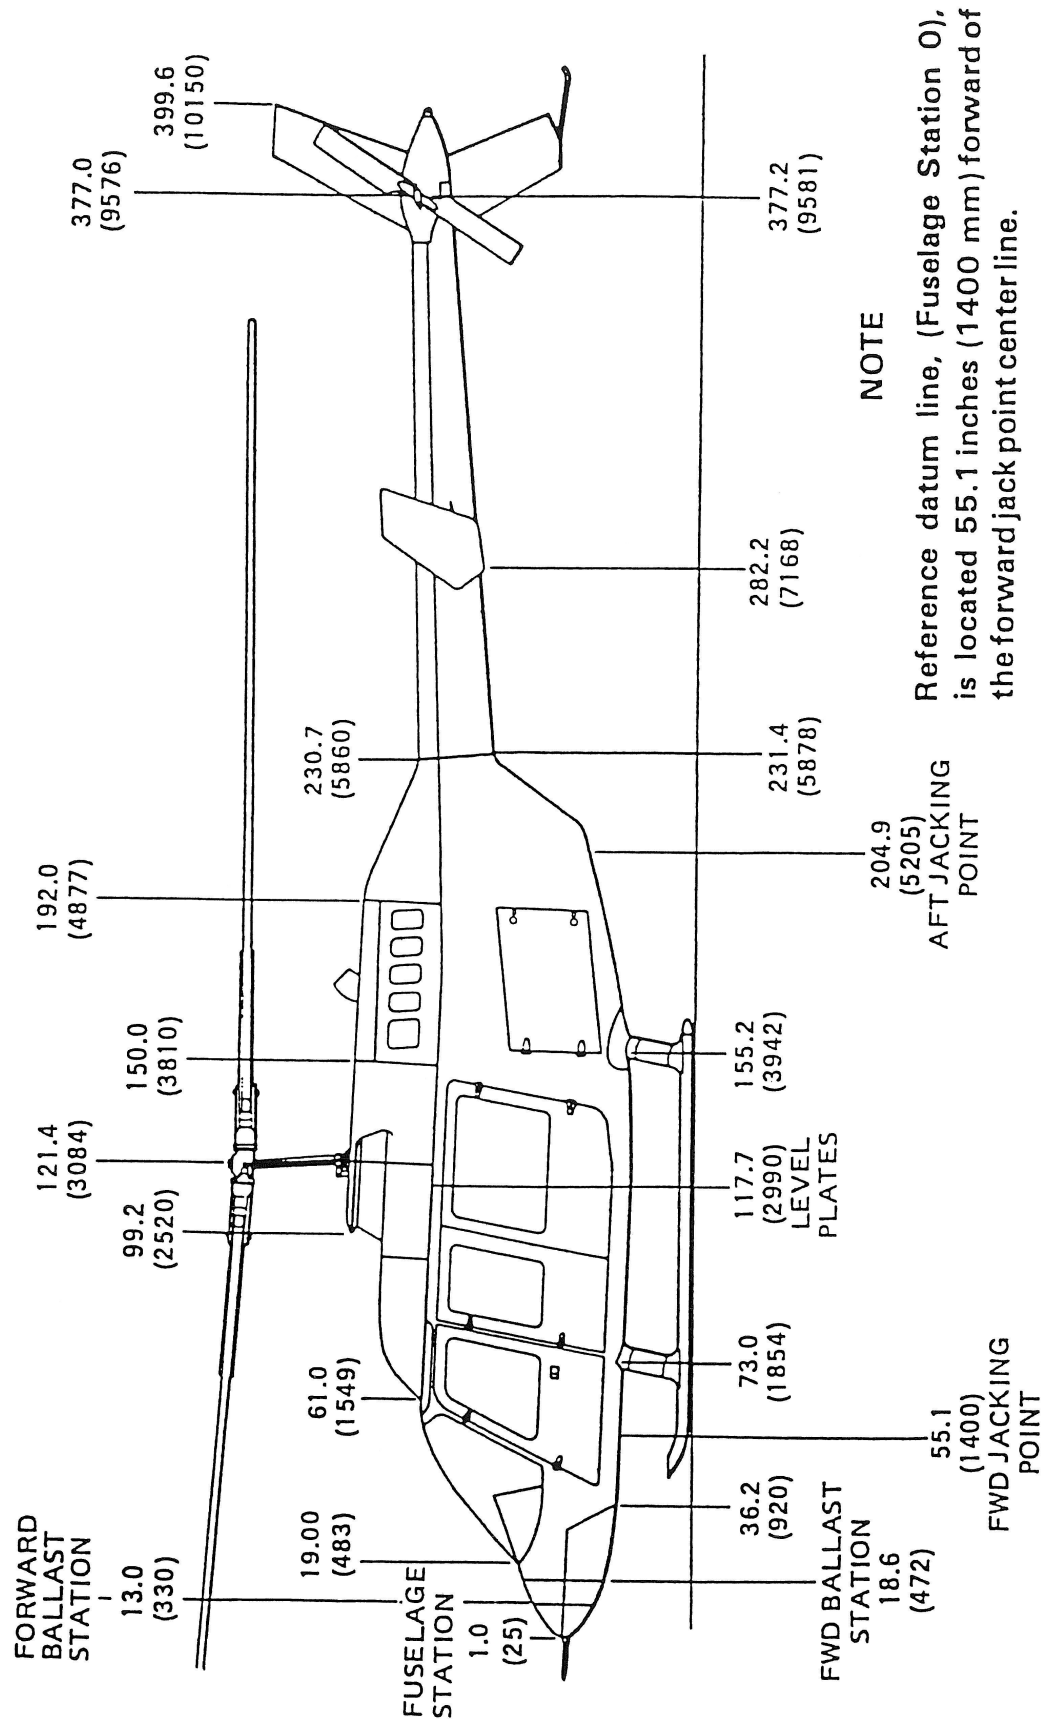 FORWARD
BALLAST
STATION
13.0
(330)
FUSELAGE
STATION
1.0
(25)
19.00
(483)
61.0
(1549)
99.2
(2520)
121.4
(3084)
150.0
(3810)
192.0
(4877)
230.7
(5860)
377.0
(9576)
399.6
(10150)
FWD BALLAST
STATION
18.6
(472)
36.2
(920)
55.1
(1400)
FWD JACKING
POINT
73.0
(1854)
117.7
(2990)
LEVEL
PLATES
155.2
(3942)
204.9
(5205)
AFT JACKING
POINT
231.4
(5878)
282.2
(7168)
377.2
(9581)
NOTE
Reference datum line, (Fuselage Station 0),
is located 55.1 inches (1400 mm) forward of
the forward jack point centerline.